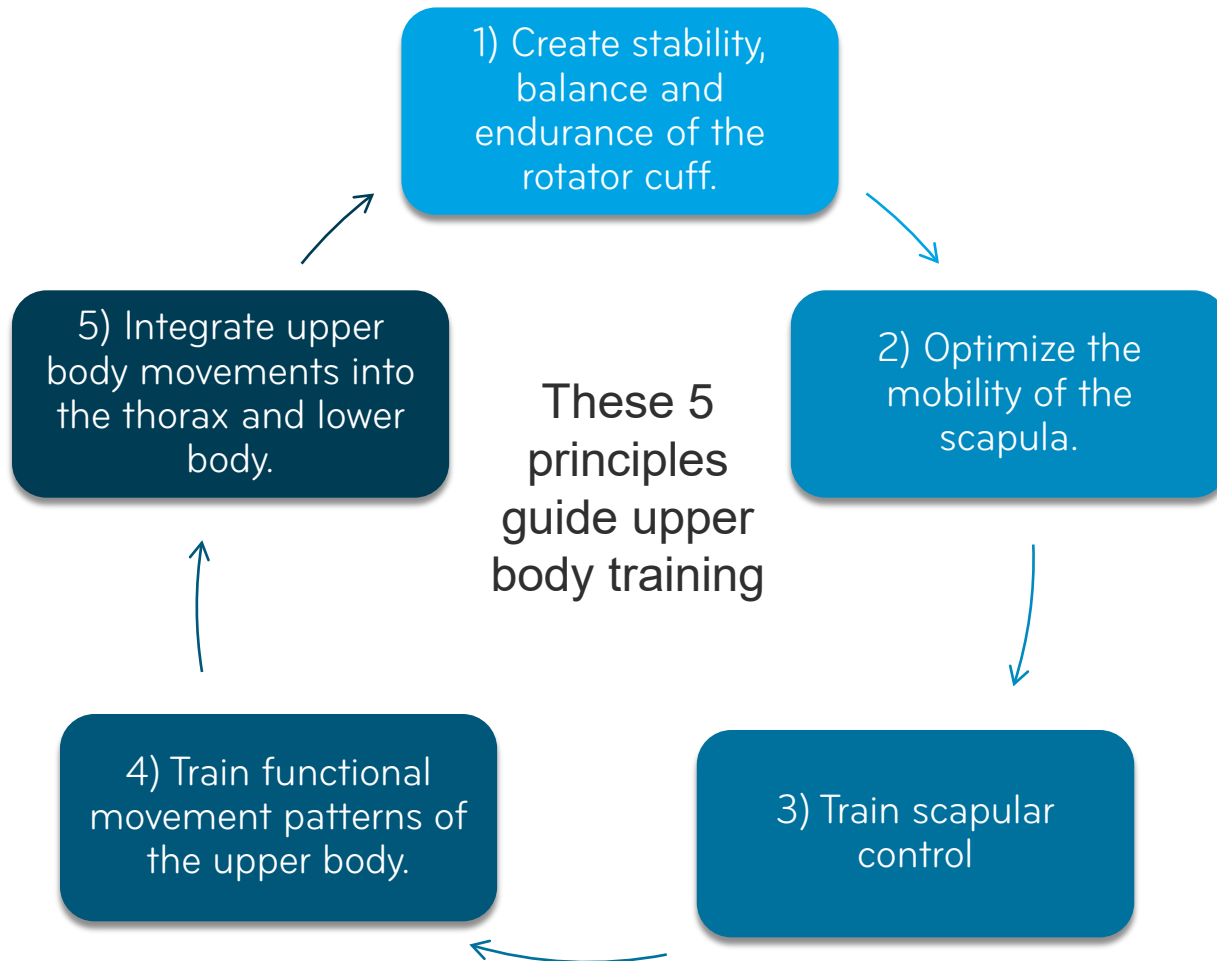 1) Create stability,
balance and
endurance of the
rotator cuff.
2) Optimize the
mobility of the
scapula.
3) Train scapular
control
4) Train functional
movement patterns of
the upper body.
5) Integrate upper
body movements into
the thorax and lower
body.
These 5
principles
guide upper
body training